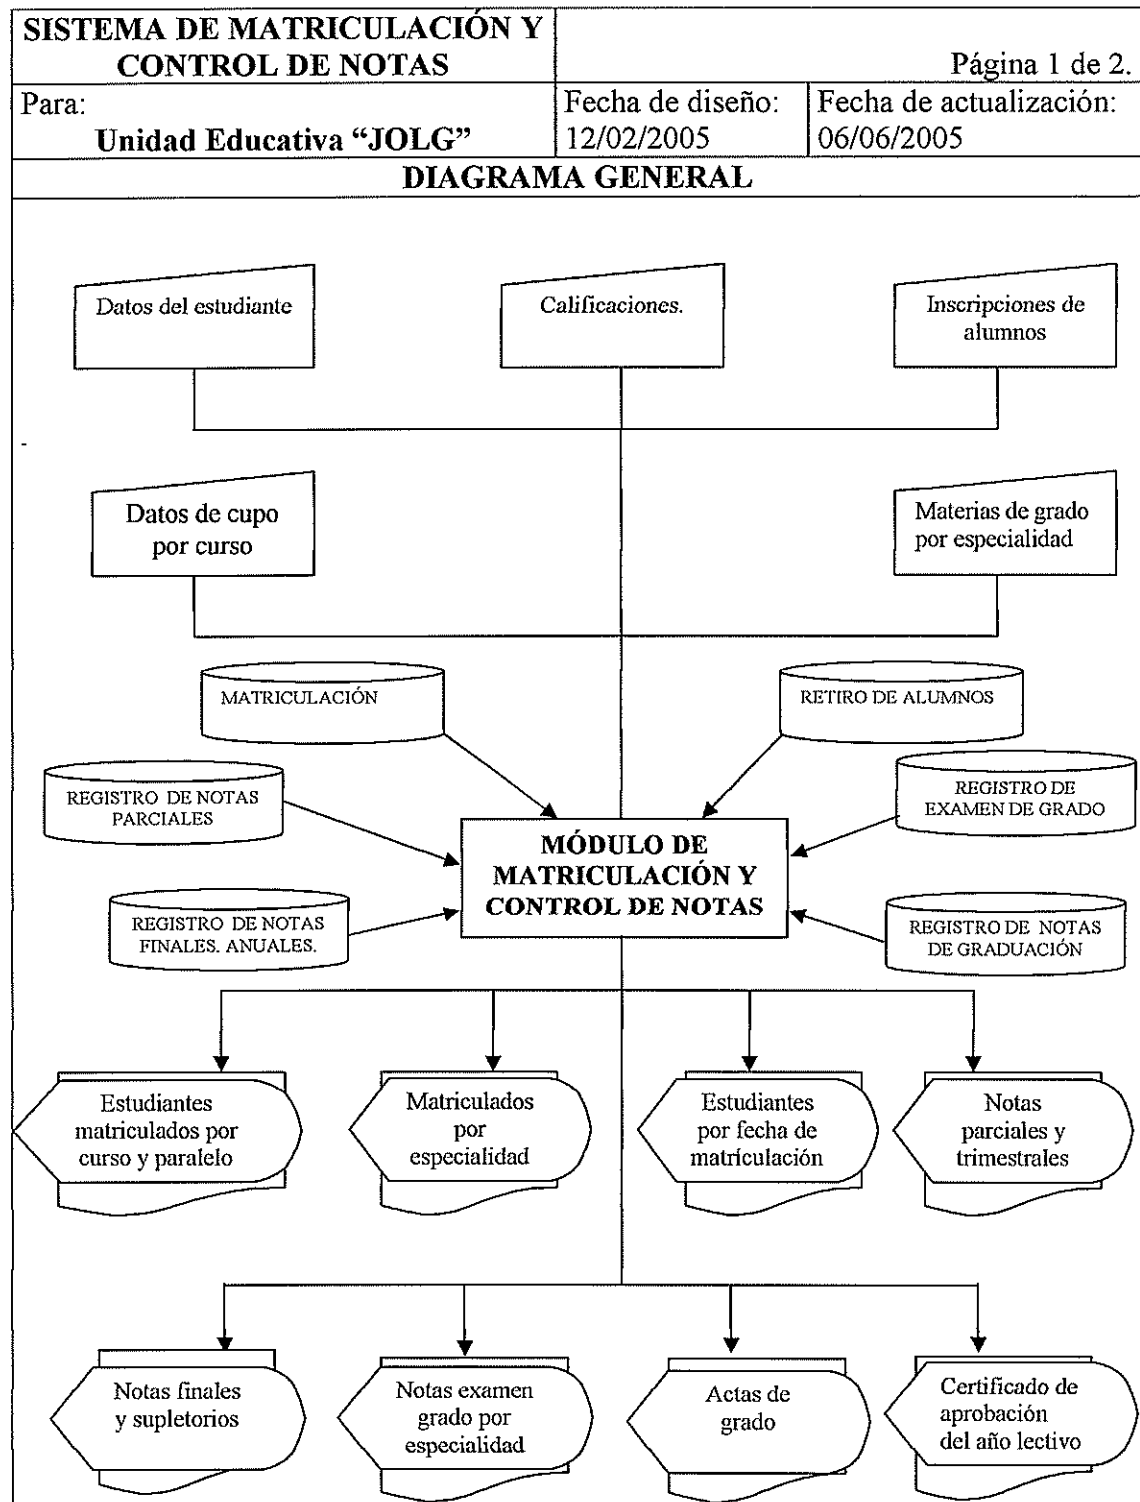 SISTEMA DE MATRICULACIÓN Y
CONTROL DE NOTAS
Página 1 de 2.
Para:
Unidad Educativa “JOLG”
Fecha de diseño:
12/02/2005
Fecha de actualización:
06/06/2005
DIAGRAMA GENERAL
Datos del estudiante
Calificaciones.
Inscripciones de
alumnos
Datos de cupo
por curso
Materias de grado
por especialidad
MATRICULACIÓN
RETIRO DE ALUMNOS
REGISTRO DE NOTAS
PARCIALES
REGISTRO DE
EXAMEN DE GRADO
MÓDULO DE
MATRICULACIÓN Y
CONTROL DE NOTAS
REGISTRO DE NOTAS
FINALES. ANUALES.
REGISTRO DE NOTAS
DE GRADUACIÓN
Estudiantes
matriculados por
curso y paralelo
Matriculados
por
especialidad
Estudiantes
por fecha de
matriculación
Notas
parciales y
trimestrales
Notas finales
y supletorios
Notas examen
grado por
especialidad
Actas de
grado
Certificado de
aprobación
del año lectivo